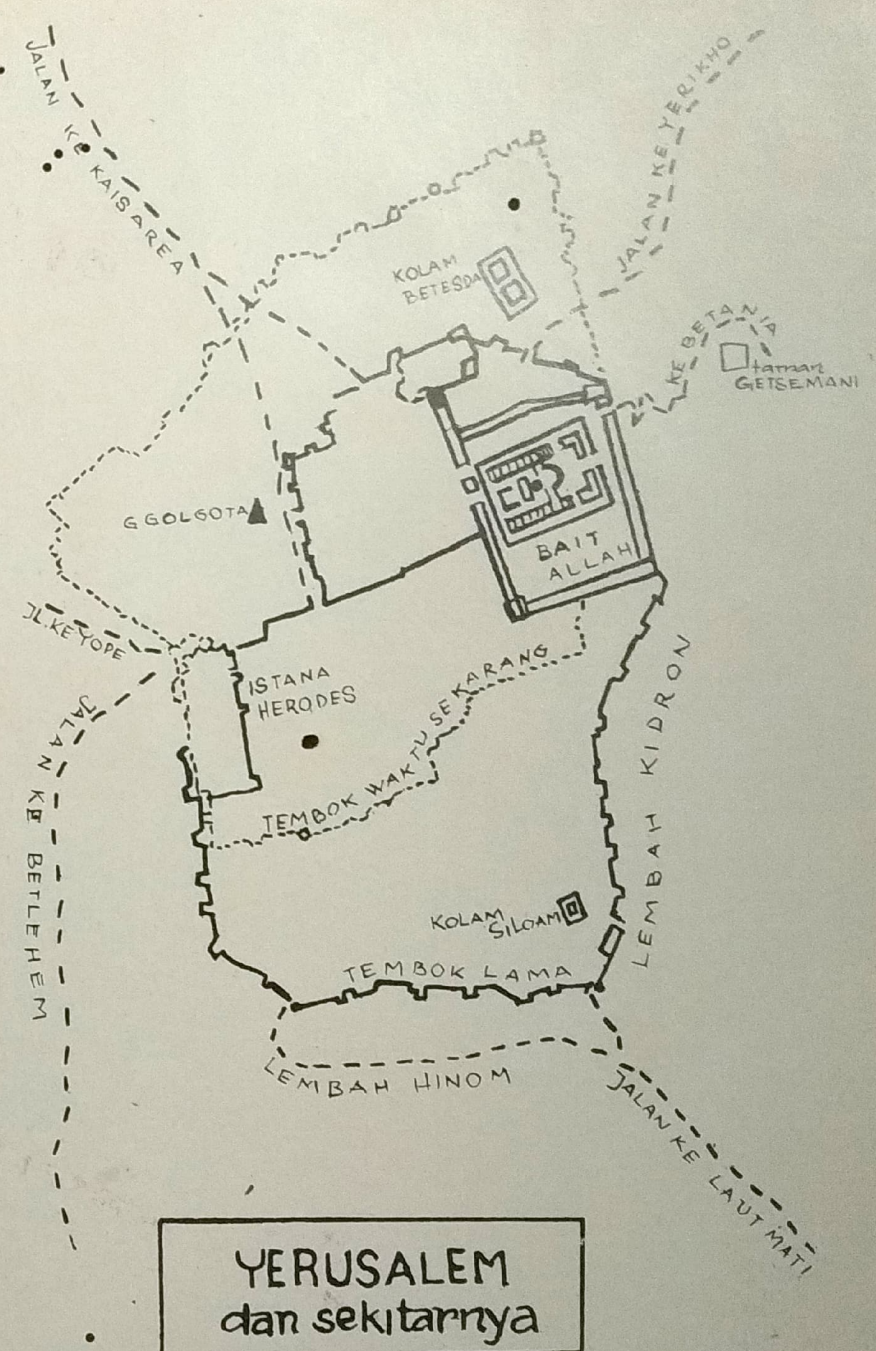 JALAN KE KAISAREA
JALAN KE YERIKHO
KOLAM
BETESDA
KE BETANIA
taman
GETSEMANI
G GOLGOTA
BAIT
ALLAH
JL. KE YOPE
ISTANA
HERODES
JALAN KE BETLEHEM
TEMBOK WAKTU SEKARANG
LEMBAH KIDRON
KOLAM
SILOAM
TEMBOK LAMA
LEMBAH HINOM
JALAN KE LAUT MATI
YERUSALEM
dan sekitarnya